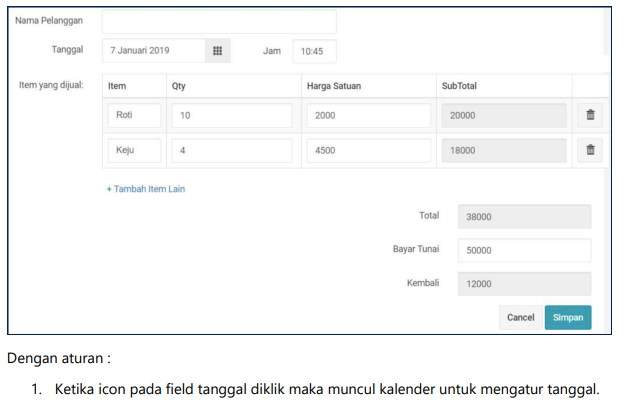 Nama Pelanggan
Tanggal 7 Januari 2019 Jam 10:45
Item yang dijual: Item Qty Harga Satuan SubTotal
Roti 10 2000 20000
Keju 4 4500 18000
+ Tambah Item Lain
Total 38000
Bayar Tunai 50000
Kembali 12000
Cancel Simpan
Dengan aturan :
1. Ketika icon pada field tanggal diklik maka muncul kalender untuk mengatur tanggal.